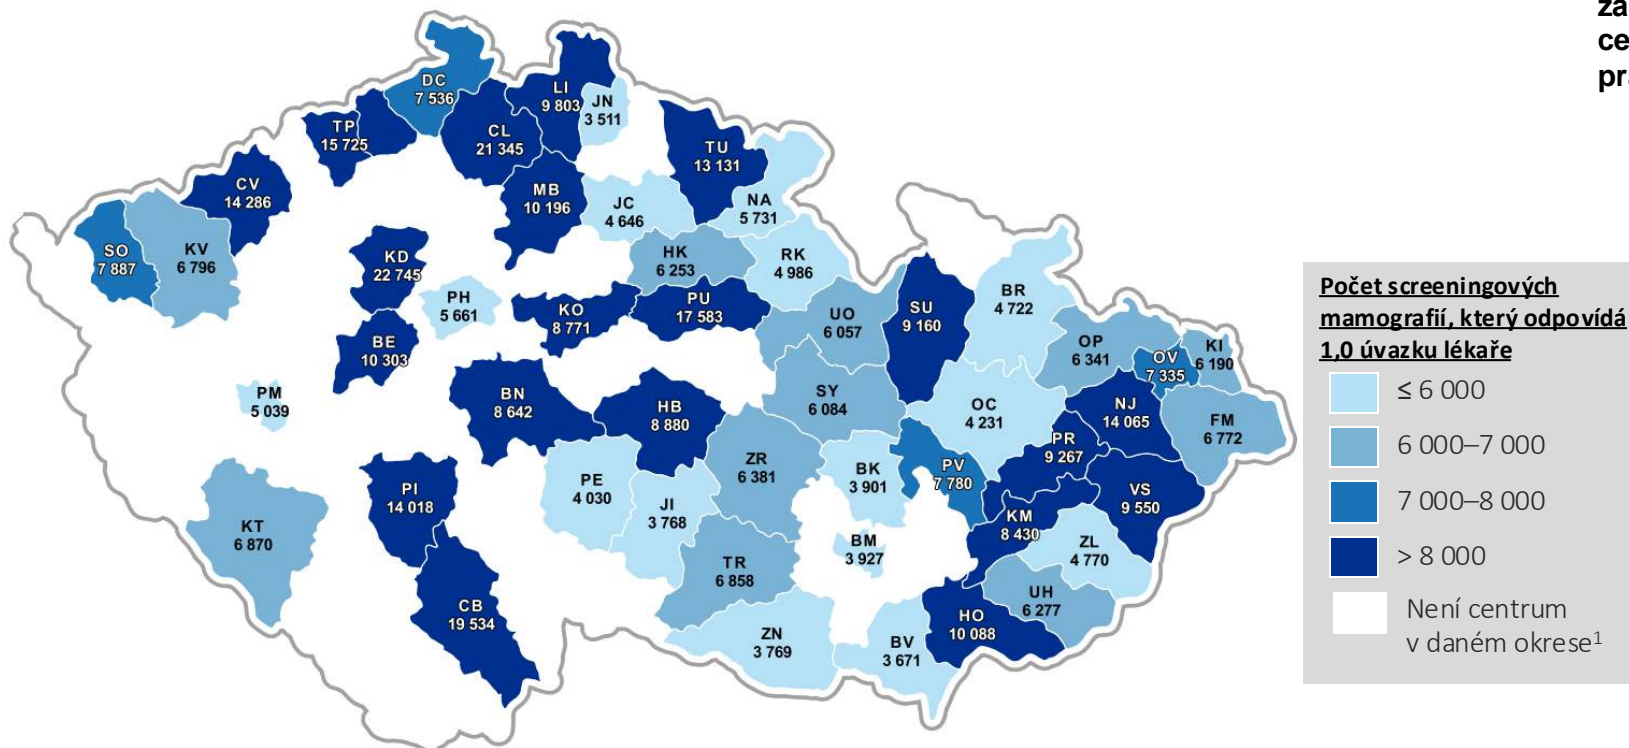 za
ce
pra
DC
7 536
LI
9 803
JN
3 511
TP
15 725
CL
21 345
TU
13 131
CV
14 286
MB
10 196
JC
4 646
NA
5 731
SO
7 887
KV
6 796
KD
22 745
HK
6 253
RK
4 986
PH
5 661
KO
8 771
PU
17 583
UO
6 057
SU
9 160
BR
4 722
BE
10 303
OP
6 341
OV
7 335
KI
6 190
PM
5 039
BN
8 642
HB
8 880
SY
6 084
OC
4 231
NJ
14 065
FM
6 772
PR
9 267
ZR
6 381
BK
3 901
PV
7 780
PE
4 030
JI
3 768
PI
14 018
VS
9 550
KM
8 430
KT
6 870
BM
3 927
ZL
4 770
TR
6 858
UH
6 277
CB
19 534
HO
10 088
ZN
3 769
BV
3 671
Počet screeningových
mamografií, který odpovídá
1,0 úvazku lékaře
≤ 6 000
6 000–7 000
7 000–8 000
> 8 000
Není centrum
v daném okrese¹